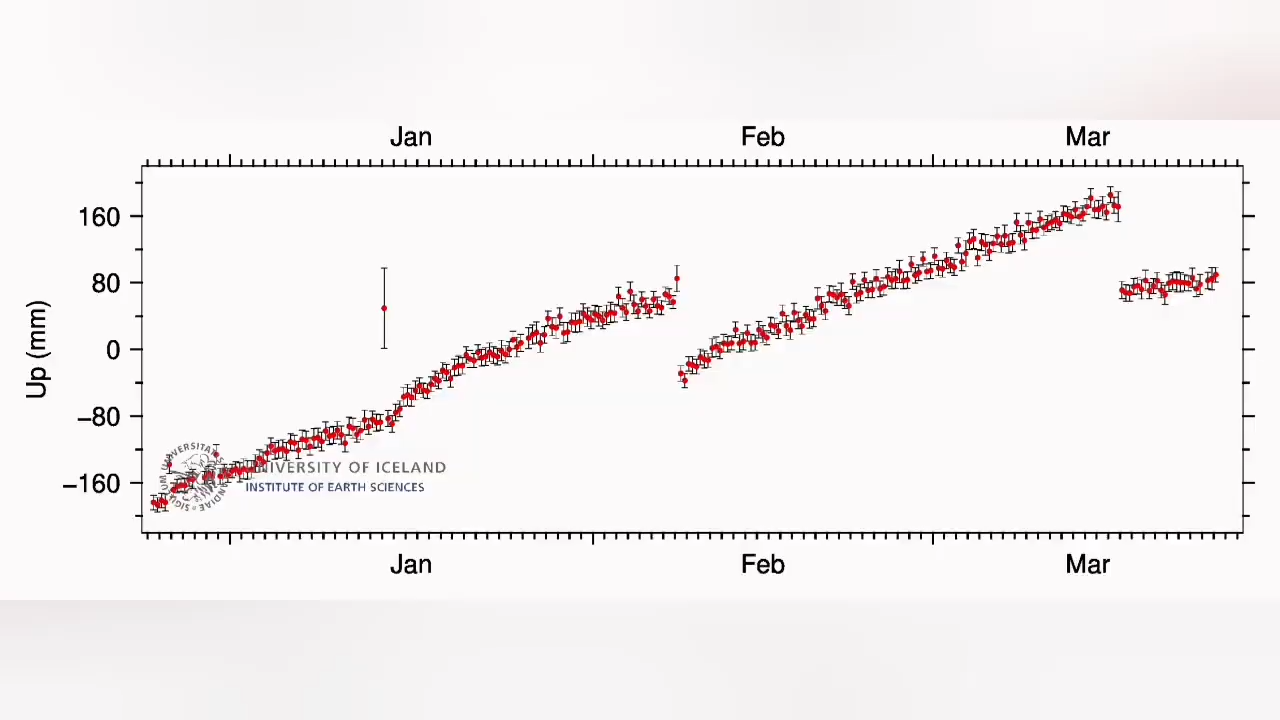 Jan Feb Mar
160
80
0
−80
−160
Up (mm)
UNIVERSITY OF ICELAND
INSTITUTE OF EARTH SCIENCES
Jan Feb Mar